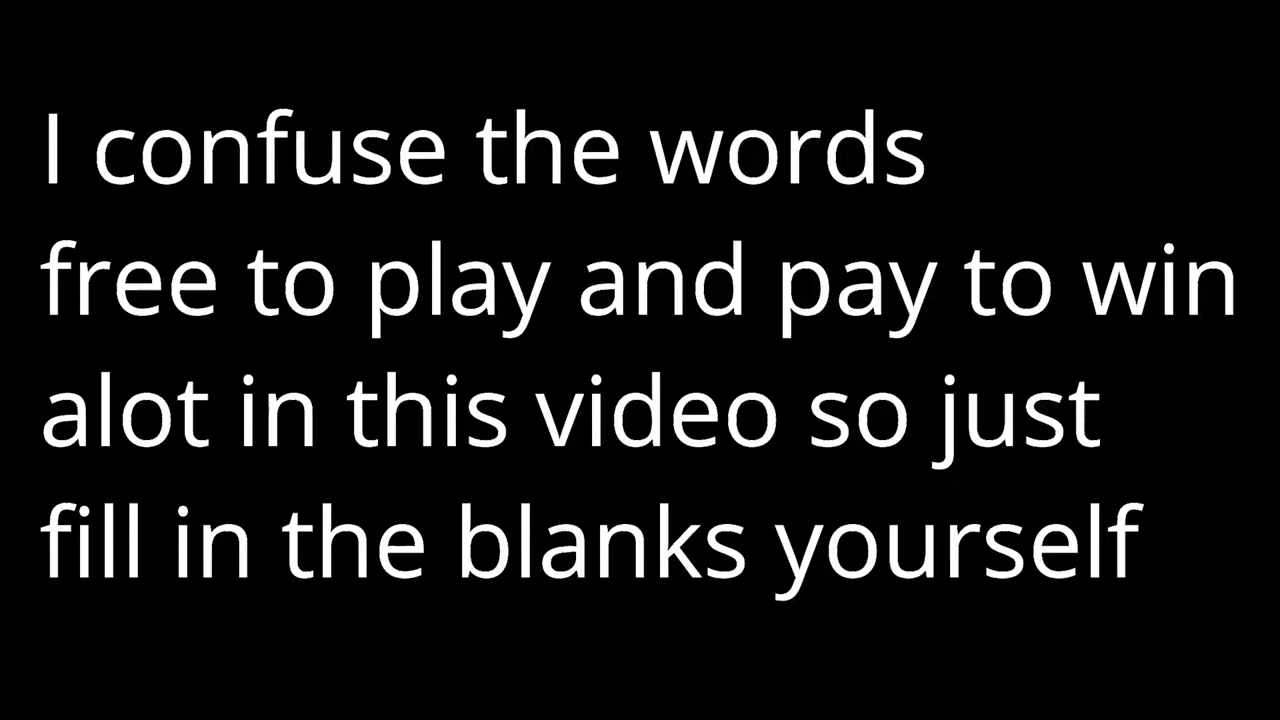 I confuse the words
free to play and pay to win
alot in this video so just
fill in the blanks yourself